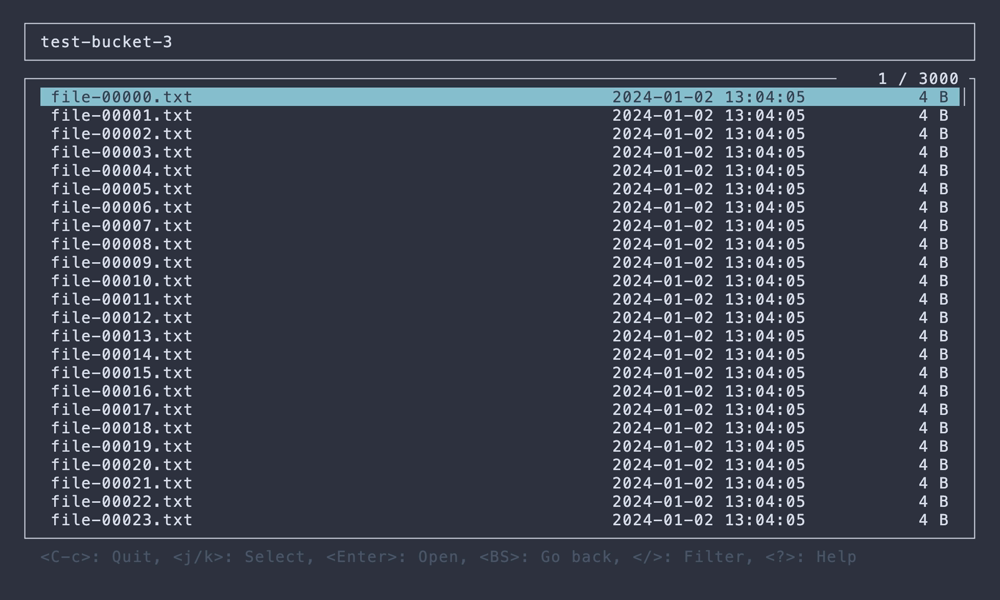 test-bucket-3
1 / 3000
file-00000.txt 2024-01-02 13:04:05 4 B
file-00001.txt 2024-01-02 13:04:05 4 B
file-00002.txt 2024-01-02 13:04:05 4 B
file-00003.txt 2024-01-02 13:04:05 4 B
file-00004.txt 2024-01-02 13:04:05 4 B
file-00005.txt 2024-01-02 13:04:05 4 B
file-00006.txt 2024-01-02 13:04:05 4 B
file-00007.txt 2024-01-02 13:04:05 4 B
file-00008.txt 2024-01-02 13:04:05 4 B
file-00009.txt 2024-01-02 13:04:05 4 B
file-00010.txt 2024-01-02 13:04:05 4 B
file-00011.txt 2024-01-02 13:04:05 4 B
file-00012.txt 2024-01-02 13:04:05 4 B
file-00013.txt 2024-01-02 13:04:05 4 B
file-00014.txt 2024-01-02 13:04:05 4 B
file-00015.txt 2024-01-02 13:04:05 4 B
file-00016.txt 2024-01-02 13:04:05 4 B
file-00017.txt 2024-01-02 13:04:05 4 B
file-00018.txt 2024-01-02 13:04:05 4 B
file-00019.txt 2024-01-02 13:04:05 4 B
file-00020.txt 2024-01-02 13:04:05 4 B
file-00021.txt 2024-01-02 13:04:05 4 B
file-00022.txt 2024-01-02 13:04:05 4 B
file-00023.txt 2024-01-02 13:04:05 4 B
<C-c>: Quit, <j/k>: Select, <Enter>: Open, <BS>: Go back, </>: Filter, <?>: Help